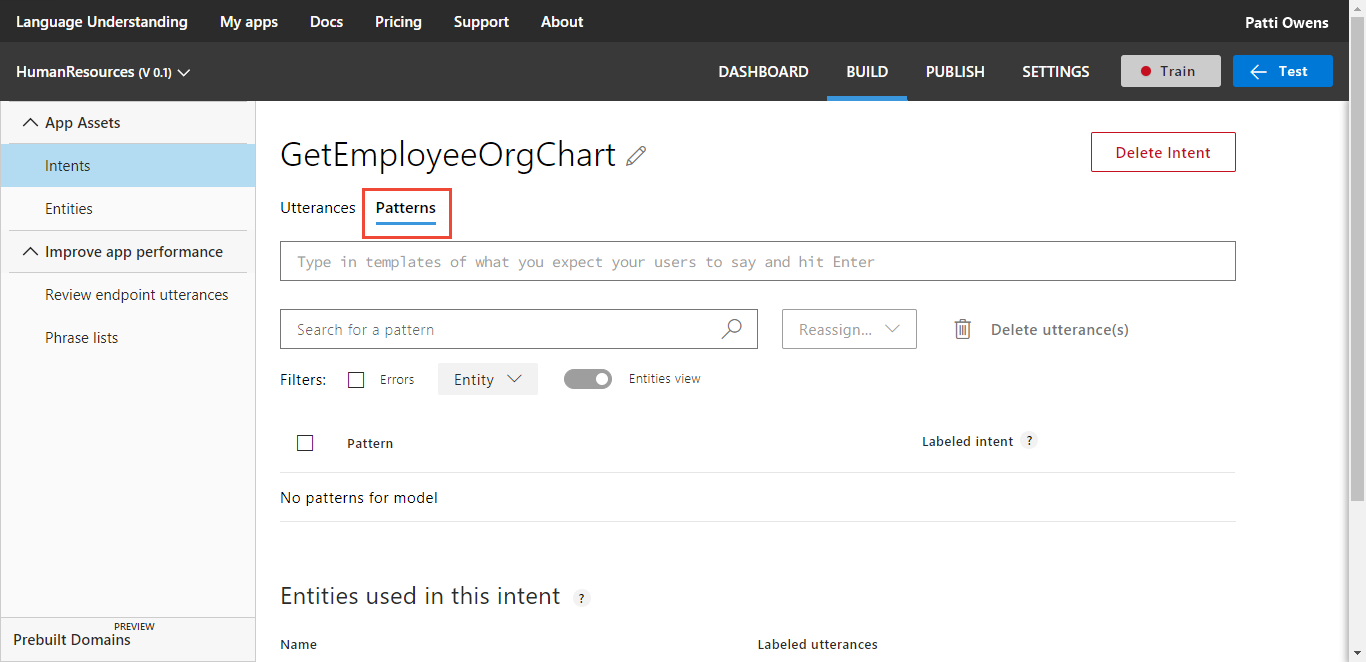 Language Understanding My apps Docs Pricing Support About Patti Owens
HumanResources (V 0.1) DASHBOARD BUILD PUBLISH SETTINGS Train Test
App Assets
Intents
Entities
Improve app performance
Review endpoint utterances
Phrase lists
PREVIEW
Prebuilt Domains
GetEmployeeOrgChart
Delete Intent
Utterances Patterns
Type in templates of what you expect your users to say and hit Enter
Search for a pattern Reassign... Delete utterance(s)
Filters: Errors Entity Entities view
Pattern Labeled intent ?
No patterns for model
Entities used in this intent ?
Name Labeled utterances